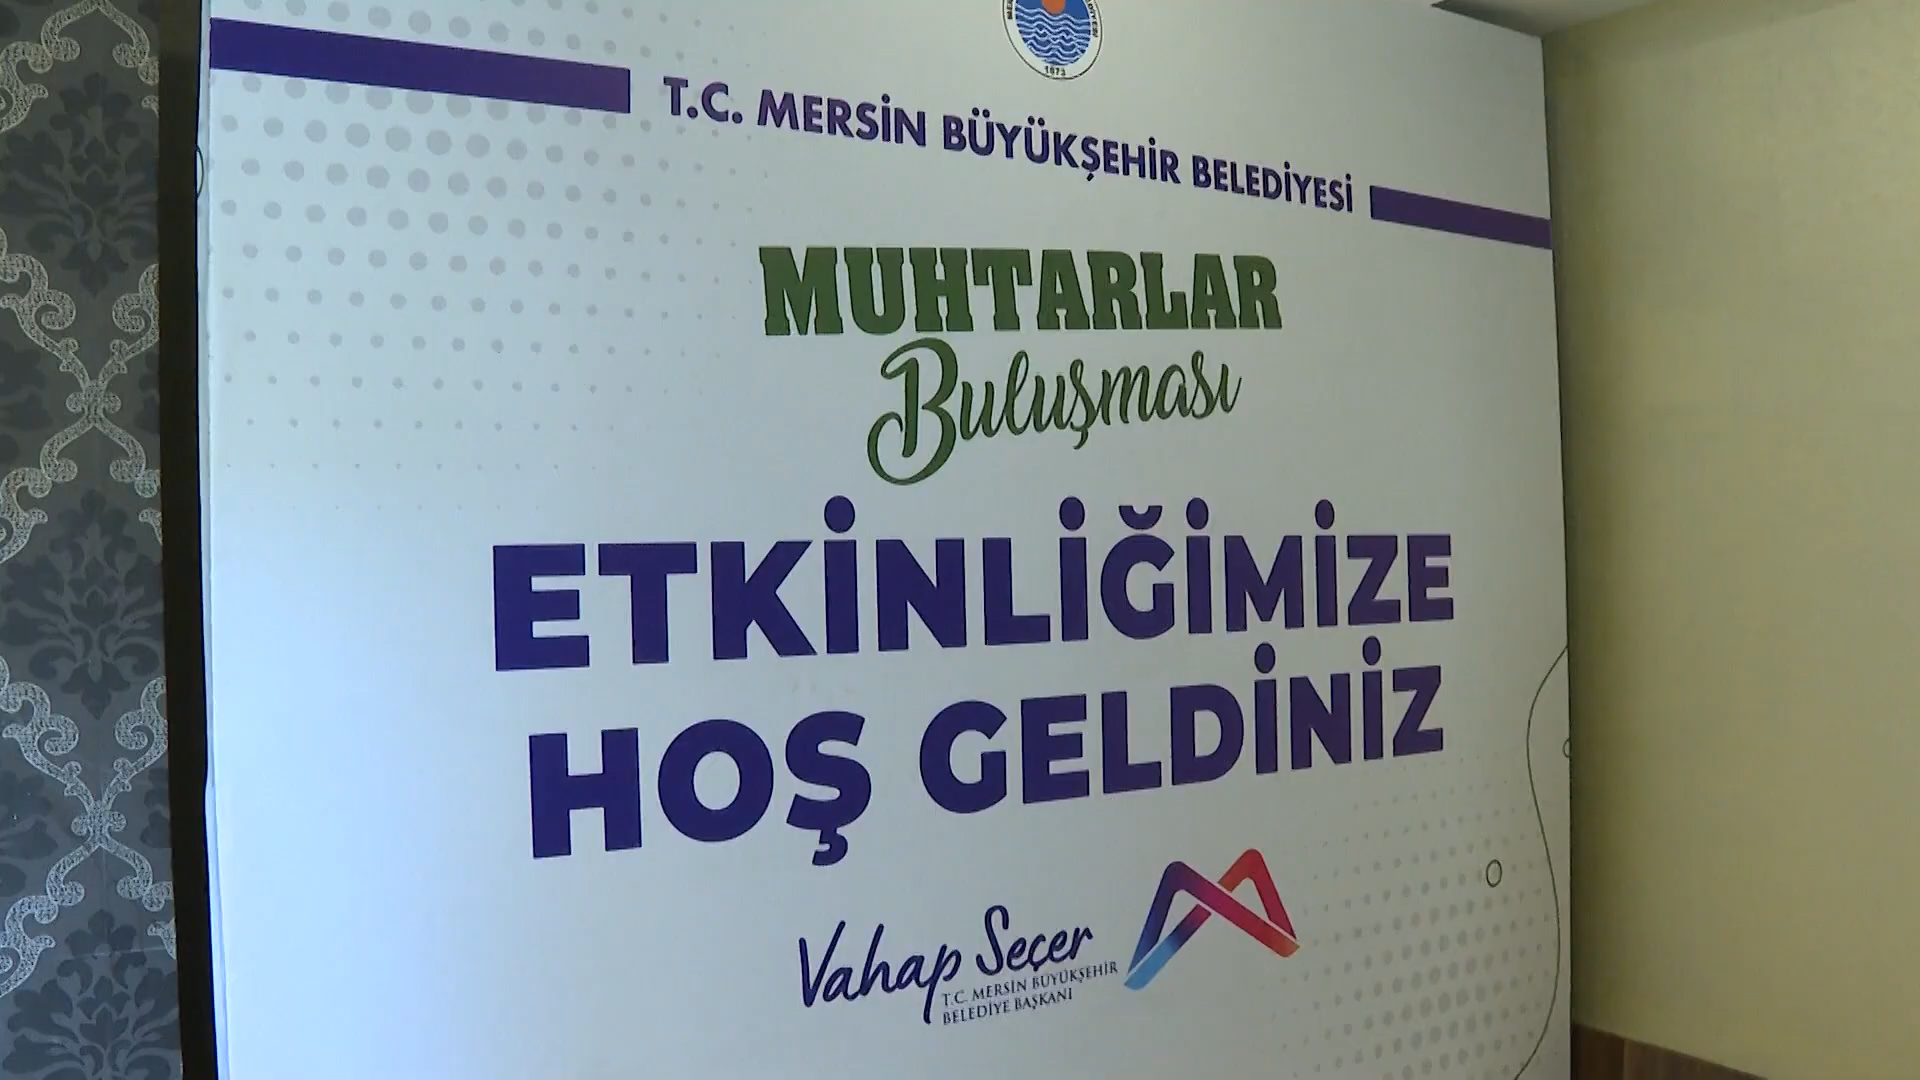 1973
T.C. MERSİN BÜYÜKŞEHİR BELEDİYESİ
MUHTARLAR
Buluşması
ETKİNLİĞİMİZE
HOŞ GELDİNİZ
Vahap Seçer
T.C. MERSİN BÜYÜKŞEHİR
BELEDİYE BAŞKANI